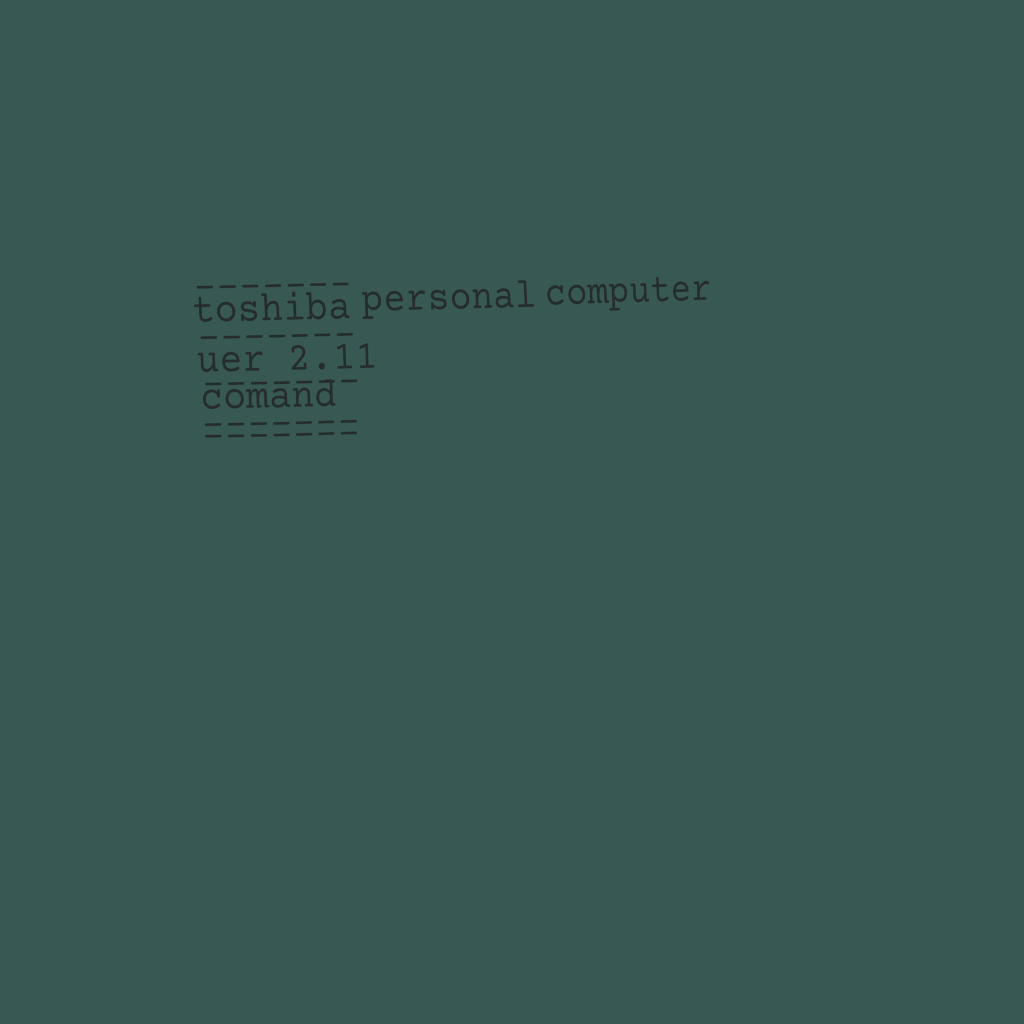 -------
toshiba personal computer
-------
uer 2.11
-------
comand
=======